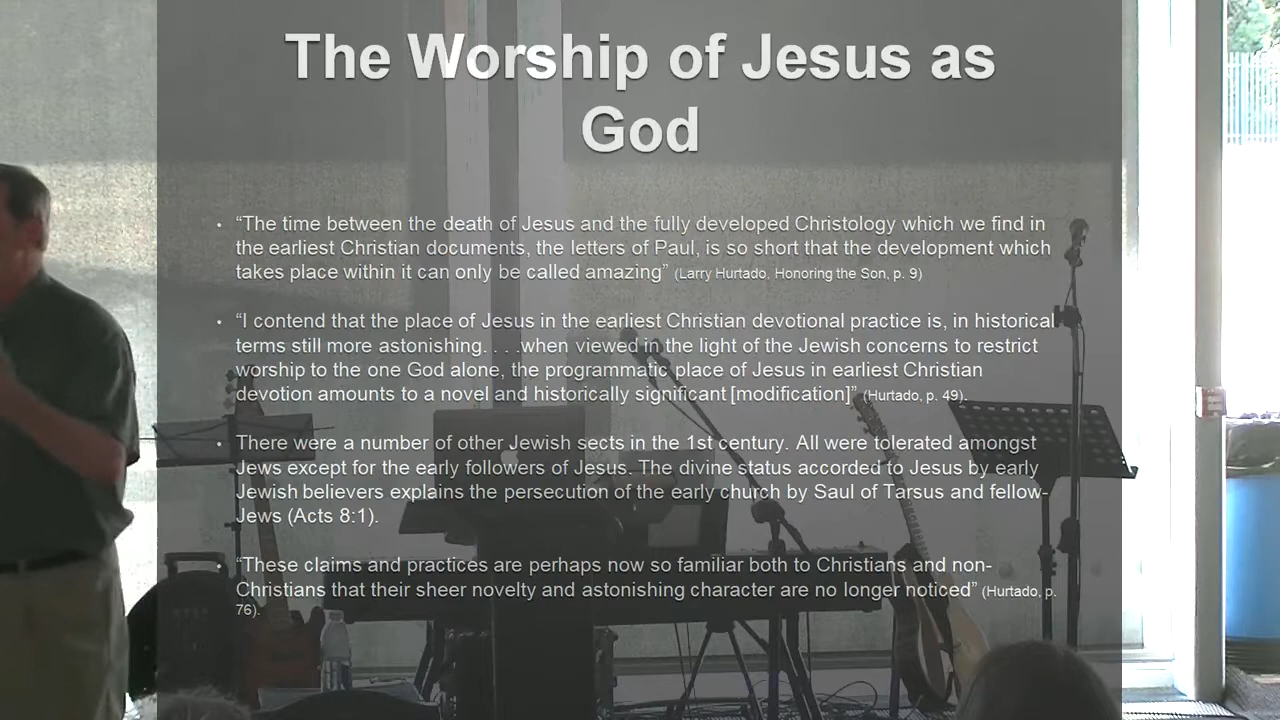 The Worship of Jesus as
God
• “The time between the death of Jesus and the fully developed Christology which we find in
the earliest Christian documents, the letters of Paul, is so short that the development which
takes place within it can only be called amazing” (Larry Hurtado, Honoring the Son, p. 9)
• “I contend that the place of Jesus in the earliest Christian devotional practice is, in historical
terms still more astonishing. . . .when viewed in the light of the Jewish concerns to restrict
worship to the one God alone, the programmatic place of Jesus in earliest Christian
devotion amounts to a novel and historically significant [modification]” (Hurtado, p. 49).
• There were a number of other Jewish sects in the 1st century. All were tolerated amongst
Jews except for the early followers of Jesus. The divine status accorded to Jesus by early
Jewish believers explains the persecution of the early church by Saul of Tarsus and fellow-
Jews (Acts 8:1).
• “These claims and practices are perhaps now so familiar both to Christians and non-
Christians that their sheer novelty and astonishing character are no longer noticed” (Hurtado, p.
76).